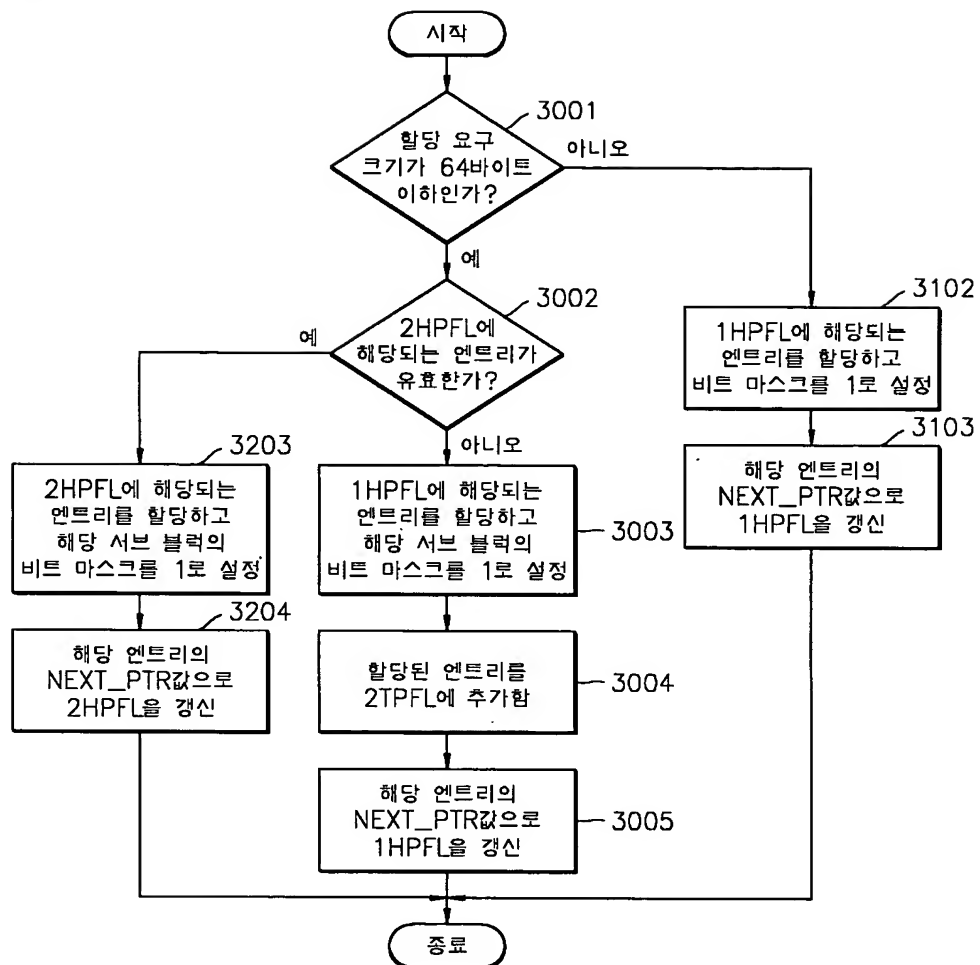 시작
3001
할당 요구
크기가 64바이트
이하인가?
아니오
예
3002
2HPFL에
해당되는 엔트리가
유효한가?
예
아니오
3102
1HPFL에 해당되는
엔트리를 할당하고
비트 마스크를 1로 설정
3103
해당 엔트리의
NEXT_PTR값으로
1HPFL을 갱신
3203
2HPFL에 해당되는
엔트리를 할당하고
해당 서브 블럭의
비트 마스크를 1로 설정
3204
해당 엔트리의
NEXT_PTR값으로
2HPFL을 갱신
1HPFL에 해당되는
엔트리를 할당하고
해당 서브 블럭의
비트 마스크를 1로 설정
3003
할당된 엔트리를
2TPFL에 추가함
3004
해당 엔트리의
NEXT_PTR값으로
1HPFL을 갱신
3005
종료